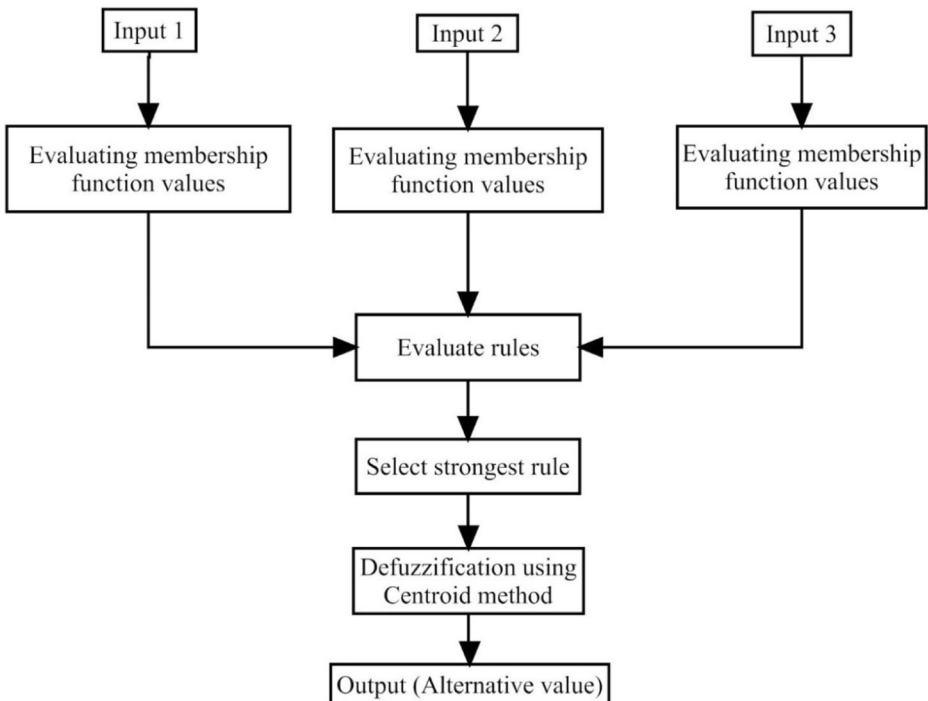 Input 1
Input 2
Input 3
Evaluating membership
function values
Evaluating membership
function values
Evaluating membership
function values
Evaluate rules
Select strongest rule
Defuzzification using
Centroid method
Output (Alternative value)